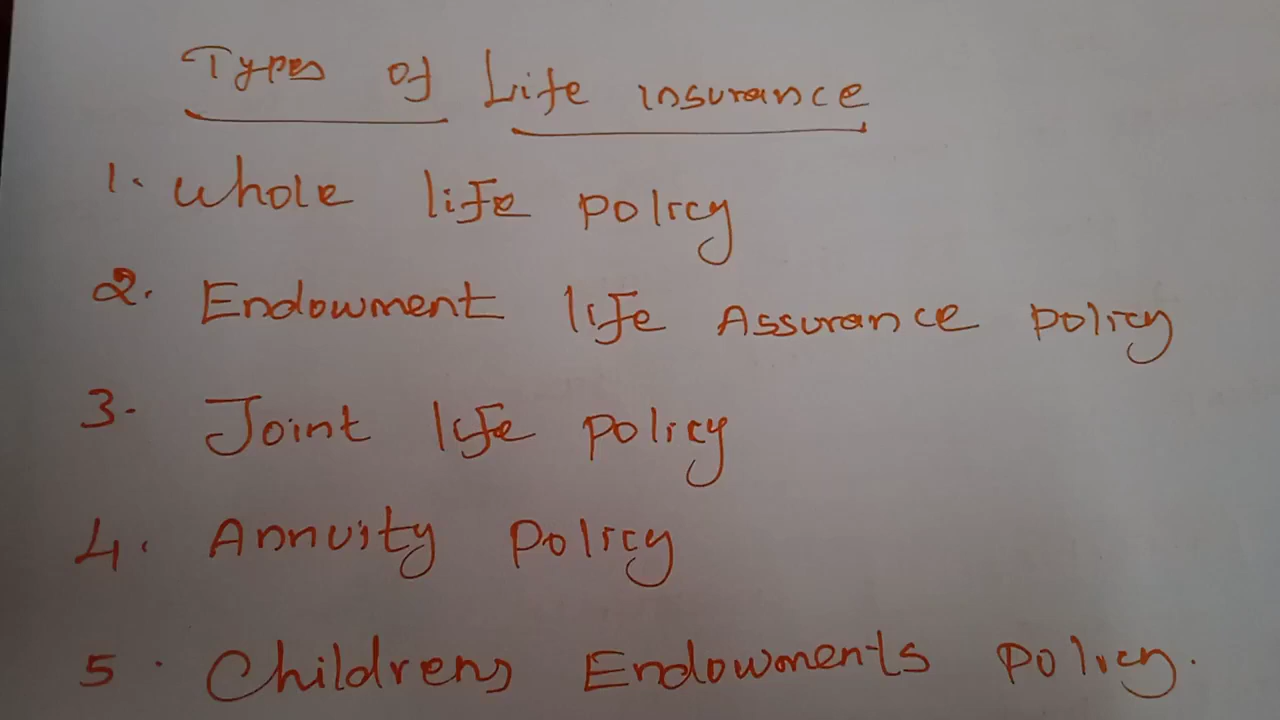 Types of Life insurance
1. Whole life policy
2. Endowment life Assurance policy
3. Joint life policy
4. Annuity policy
5. Childrens Endowments policy.